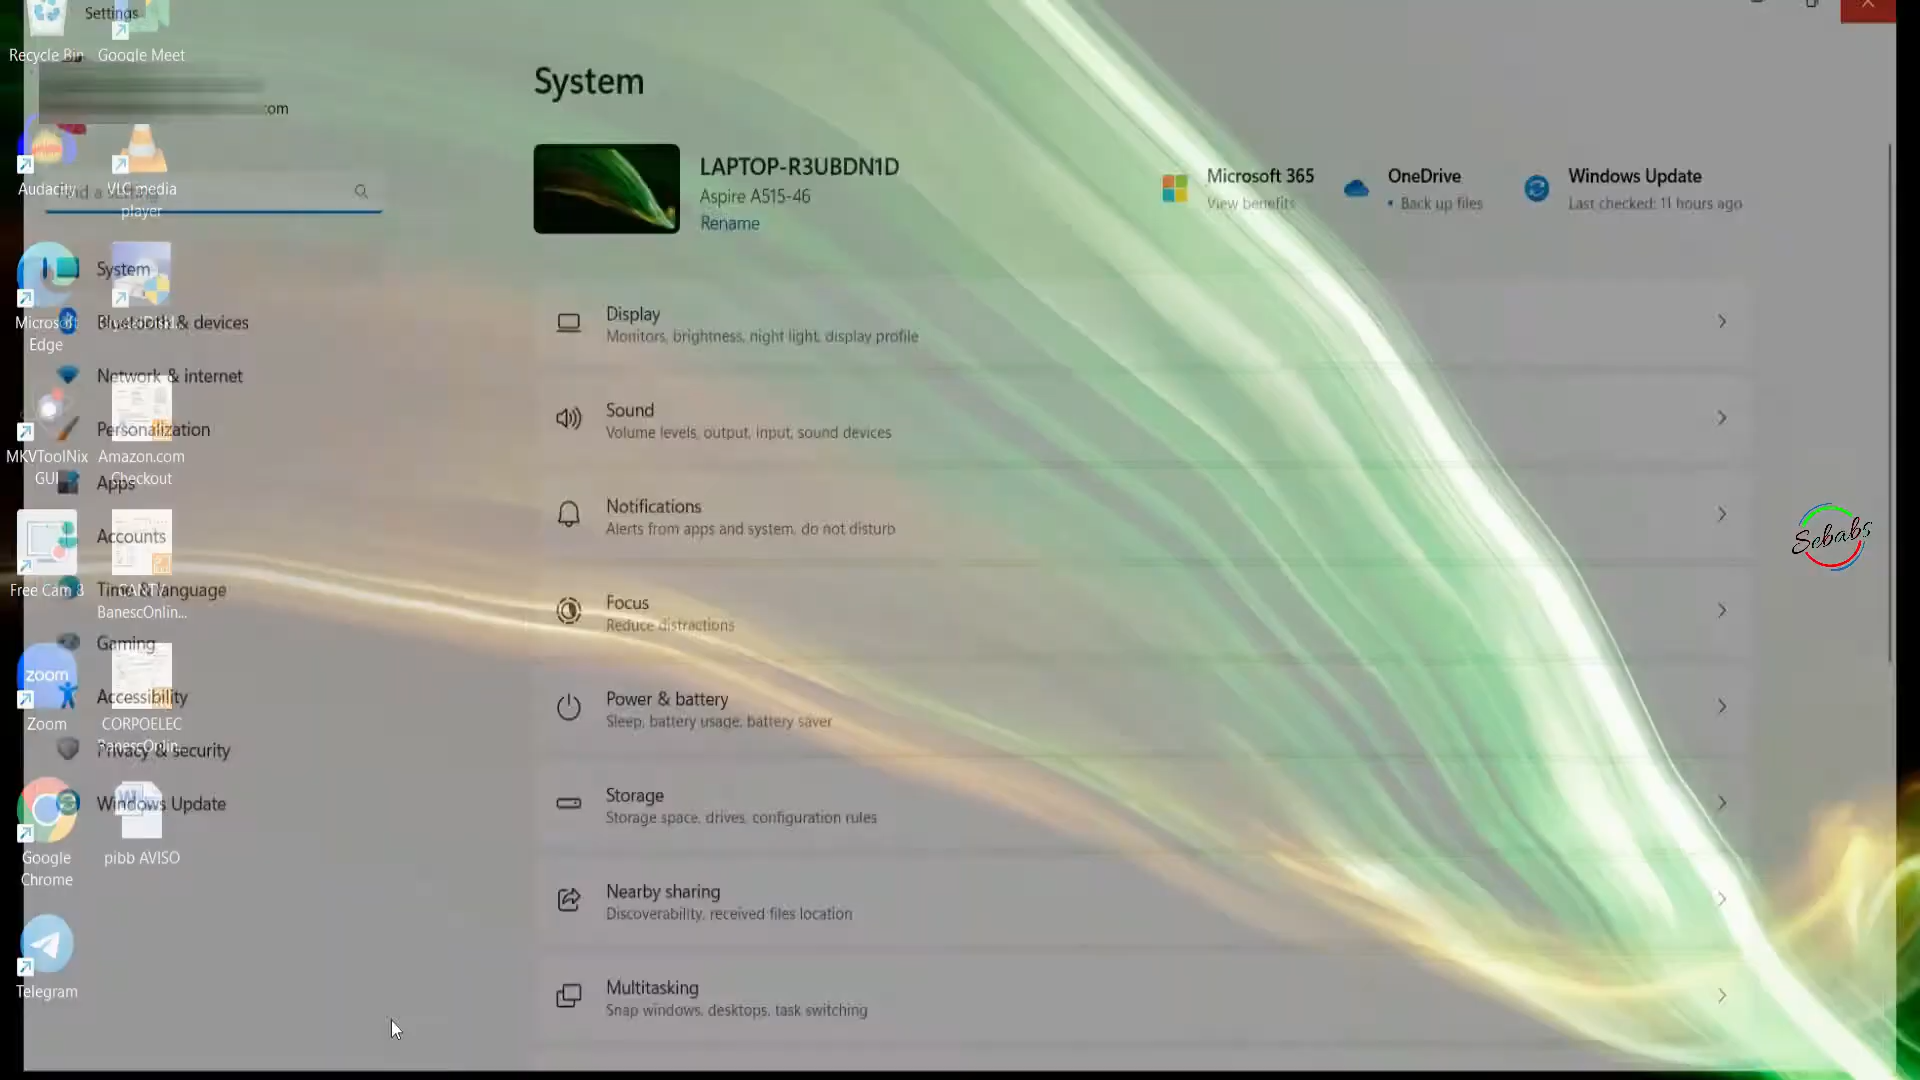 Settings
Recycle Bin
Google Meet
com
Audacity
VLC media
player
Find a setting
Microsoft
Edge
MKVToolNix
GUI
Amazon.com
Checkout
Free Cam 8
CANTV
BanescOnlin...
zoom
Zoom
CORPOELEC
BanescOnlin...
Google
Chrome
pibb AVISO
Telegram
System
Bluetooth & devices
Network & internet
Personalization
Apps
Accounts
Time & language
Gaming
Accessibility
Privacy & security
Windows Update
System
LAPTOP-R3UBDN1D
Aspire A515-46
Rename
Microsoft 365
View benefits
OneDrive
• Back up files
Windows Update
Last checked: 11 hours ago
Display
Monitors, brightness, night light, display profile
Sound
Volume levels, output, input, sound devices
Notifications
Alerts from apps and system, do not disturb
Focus
Reduce distractions
Power & battery
Sleep, battery usage, battery saver
Storage
Storage space, drives, configuration rules
Nearby sharing
Discoverability, received files location
Multitasking
Snap windows, desktops, task switching
Sebabs